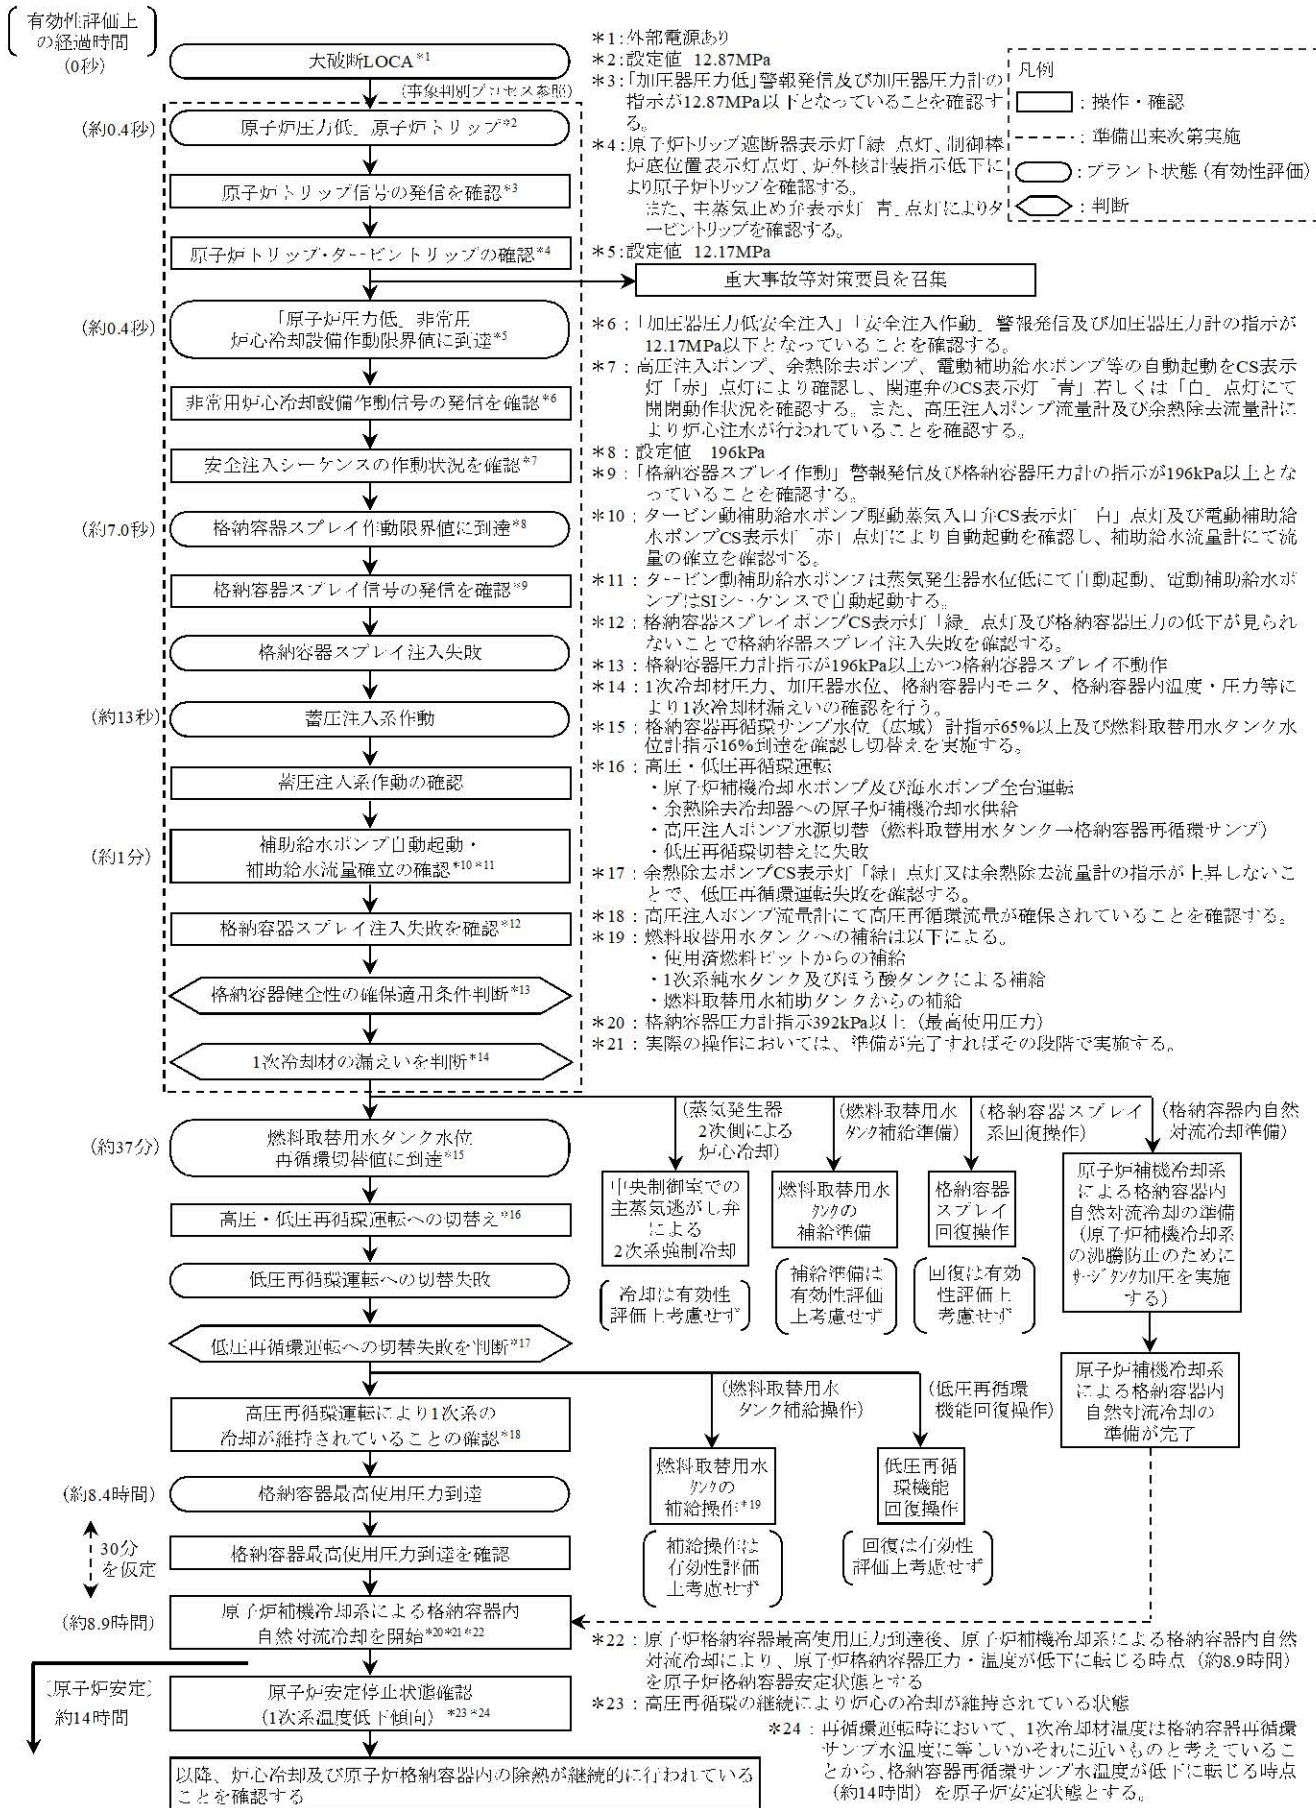 有効性評価上
の経過時間
(0秒)
大破断LOCA*1
(事象判別プロセス参照)
(約0.4秒)
「原子炉圧力低」原子炉トリップ*2
原子炉トリップ信号の発信を確認*3
原子炉トリップ・タービントリップの確認*4
重大事故等対策要員を召集
(約0.4秒)
「原子炉圧力低」非常用
炉心冷却設備作動限界値に到達*5
非常用炉心冷却設備作動信号の発信を確認*6
安全注入シーケンスの作動状況を確認*7
(約7.0秒)
格納容器スプレイ作動限界値に到達*8
格納容器スプレイ信号の発信を確認*9
格納容器スプレイ注入失敗
(約13秒)
蓄圧注入系作動
蓄圧注入系作動の確認
(約1分)
補助給水ポンプ自動起動・
補助給水流量確立の確認*10 *11
格納容器スプレイ注入失敗を確認*12
格納容器健全性の確保適用条件判断*13
1次冷却材の漏えいを判断*14
*1:外部電源あり
*2:設定値 12.87MPa
*3:「加圧器圧力低」警報発信及び加圧器圧力計の
指示が12.87MPa以下となっていることを確認す
る。
*4:原子炉トリップ遮断器表示灯「緑」点灯、制御棒
炉底位置表示灯点灯、炉外核計装指示低下に
より原子炉トリップを確認する。
また、主蒸気止め弁表示灯「青」点灯によりタ
ービントリップを確認する。
*5:設定値 12.17MPa
凡例
:操作・確認
:準備出来次第実施
:プラント状態(有効性評価)
:判断
*6:「加圧器圧力低安全注入」「安全注入作動」警報発信及び加圧器圧力計の指示が
12.17MPa以下となっていることを確認する。
*7:高圧注入ポンプ、余熱除去ポンプ、電動補助給水ポンプ等の自動起動をCS表示
灯「赤」点灯により確認し、関連弁のCS表示灯「青」若しくは「白」点灯にて
開閉動作状況を確認する。また、高圧注入ポンプ流量計及び余熱除去流量計に
より炉心注水が行われていることを確認する。
*8:設定値 196kPa
*9:「格納容器スプレイ作動」警報発信及び格納容器圧力計の指示が196kPa以上とな
っていることを確認する。
*10:タービン動補助給水ポンプ駆動蒸気入口弁CS表示灯「白」点灯及び電動補助給
水ポンプCS表示灯「赤」点灯により自動起動を確認し、補助給水流量計にて流
量の確立を確認する。
*11:タービン動補助給水ポンプは蒸気発生器水位低にて自動起動、電動補助給水ポ
ンプはSIシーケンスで自動起動する。
*12:格納容器スプレイポンプCS表示灯「緑」点灯及び格納容器圧力の低下が見られ
ないことで格納容器スプレイ注入失敗を確認する。
*13:格納容器圧力計指示が196kPa以上かつ格納容器スプレイ不動作
*14:1次冷却材圧力、加圧器水位、格納容器内モニタ、格納容器内温度・圧力等に
より1次冷却材漏えいの確認を行う。
*15:格納容器再循環サンプ水位(広域)計指示65%以上及び燃料取替用水タンク水
位計指示16%到達を確認し切替えを実施する。
*16:高圧・低圧再循環運転
・原子炉補機冷却水ポンプ及び海水ポンプ全台運転
・余熱除去冷却器への原子炉補機冷却水供給
・高圧注入ポンプ水源切替(燃料取替用水タンク→格納容器再循環サンプ)
・低圧再循環切替えに失敗
*17:余熱除去ポンプCS表示灯「緑」点灯又は余熱除去流量計の指示が上昇しないこ
とで、低圧再循環運転失敗を確認する。
*18:高圧注入ポンプ流量計にて高圧再循環流量が確保されていることを確認する。
*19:燃料取替用水タンクへの補給は以下による。
・使用済燃料ピットからの補給
・1次系純水タンク及びほう酸タンクによる補給
・燃料取替用水補助タンクからの補給
*20:格納容器圧力計指示392kPa以上(最高使用圧力)
*21:実際の操作においては、準備が完了すればその段階で実施する。
(約37分)
燃料取替用水タンク水位
再循環切替値に到達*15
高圧・低圧再循環運転への切替え*16
低圧再循環運転への切替失敗
低圧再循環運転への切替失敗を判断*17
(蒸気発生器
2次側による
炉心冷却)
中央制御室での
主蒸気逃がし弁
による
2次系強制冷却
冷却は有効性
評価上考慮せず
(燃料取替用水
タンク補給準備)
燃料取替用水
タンクの
補給準備
補給準備は
有効性評価
上考慮せず
(格納容器スプレイ
系回復操作)
格納容器
スプレイ
回復操作
回復は有効
性評価上
考慮せず
(格納容器内自然
対流冷却準備)
原子炉補機冷却系
による格納容器内
自然対流冷却の準備
(原子炉補機冷却系
の沸騰防止のために
サージタンク加圧を実施
する)
原子炉補機冷却系
による格納容器内
自然対流冷却の
準備が完了
高圧再循環運転により1次系の
冷却が維持されていることの確認*18
(燃料取替用水
タンク補給操作)
燃料取替用水
タンクの
補給操作*19
補給操作は
有効性評価
上考慮せず
(低圧再循環
機能回復操作)
低圧再循
環機能
回復操作
回復は有効性
評価上考慮せず
(約8.4時間)
格納容器最高使用圧力到達
30分
を仮定
格納容器最高使用圧力到達を確認
(約8.9時間)
原子炉補機冷却系による格納容器内
自然対流冷却を開始*20*21*22
[原子炉安定]
約14時間
原子炉安定停止状態確認
(1次系温度低下傾向) *23 *24
以降、炉心冷却及び原子炉格納容器内の除熱が継続的に行われている
ことを確認する
*22:原子炉格納容器最高使用圧力到達後、原子炉補機冷却系による格納容器内自然
対流冷却により、原子炉格納容器圧力・温度が低下に転じる時点(約8.9時間)
を原子炉格納容器安定状態とする
*23:高圧再循環の継続により炉心の冷却が維持されている状態
*24:再循環運転時において、1次冷却材温度は格納容器再循環
サンプ水温度に等しいかそれに近いものと考えているこ
とから、格納容器再循環サンプ水温度が低下に転じる時点
(約14時間)を原子炉安定状態とする。